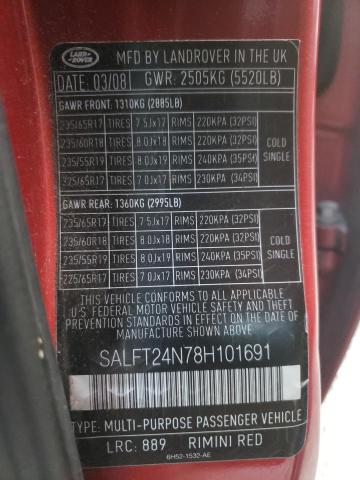 LAND ROVER
MFD BY LANDROVER IN THE UK
DATE: 03/08 GWR: 2505KG (5520LB)
GAWR FRONT: 1310KG (2885LB)
235/65R17 TIRES 7.5Jx17 RIMS 220KPA (32PSI)
235/60R18 TIRES 8.0Jx18 RIMS 220KPA (32PSI)
235/55R19 TIRES 8.0Jx19 RIMS 240KPA (35PSI)
225/65R17 TIRES 7.0Jx17 RIMS 230KPA (34PSI)
COLD
SINGLE
GAWR REAR: 1360KG (2995LB)
235/65R17 TIRES 7.5Jx17 RIMS 220KPA (32PSI)
235/60R18 TIRES 8.0Jx18 RIMS 220KPA (32PSI)
235/55R19 TIRES 8.0Jx19 RIMS 240KPA (35PSI)
225/65R17 TIRES 7.0Jx17 RIMS 230KPA (34PSI)
COLD
SINGLE
THIS VEHICLE CONFORMS TO ALL APPLICABLE
U.S. FEDERAL MOTOR VEHICLE SAFETY AND THEFT
PREVENTION STANDARDS IN EFFECT ON THE DATE OF
MANUFACTURE SHOWN ABOVE.
SALFT24N78H101691
TYPE: MULTI-PURPOSE PASSENGER VEHICLE
LRC: 889 RIMINI RED
6H52-1532-AE